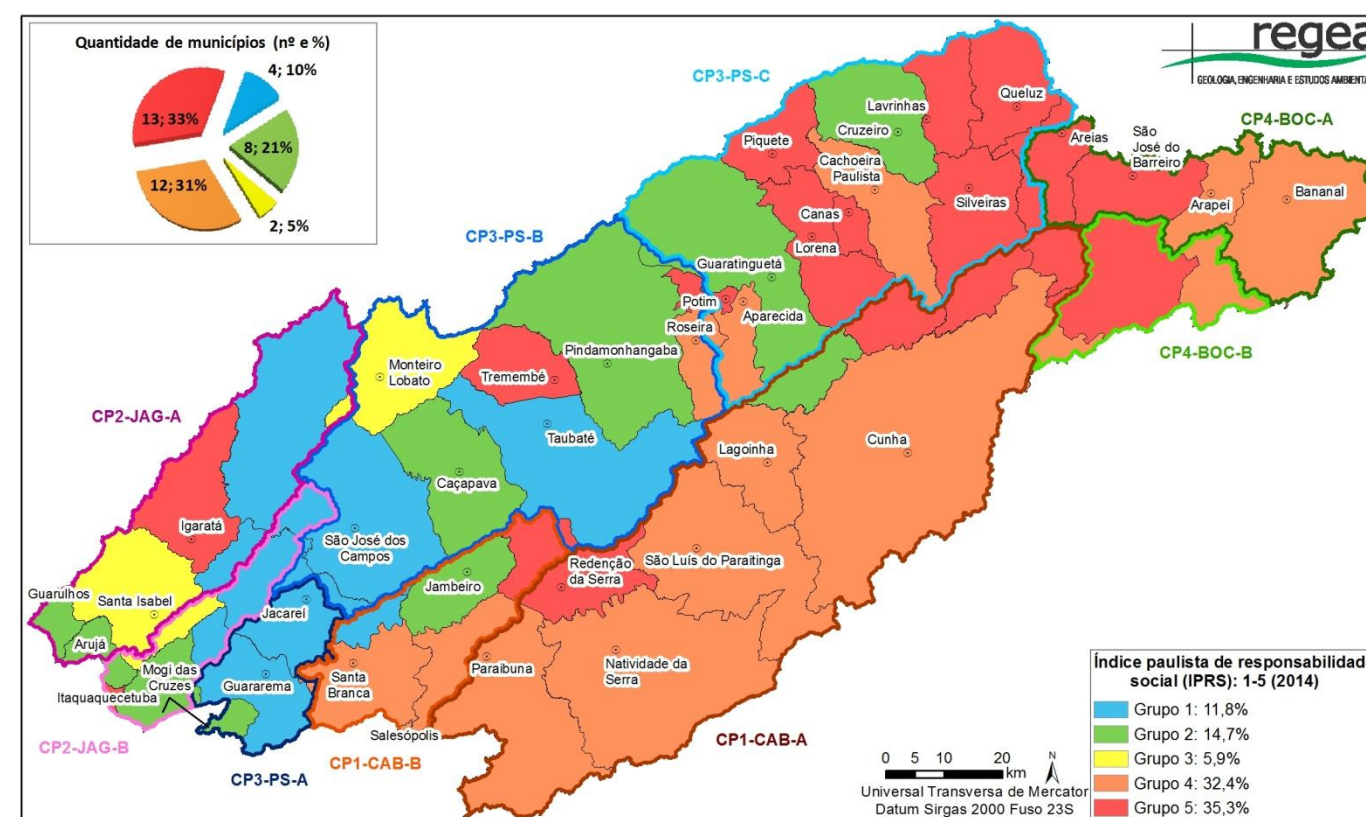 Quantidade de municípios (nº e %)
4; 10%
13; 33%
8; 21%
12; 31%
2; 5%
regea
GEOLOGIA, ENGENHARIA E ESTUDOS AMBIENTA
CP3-PS-C
Queluz
Lavrinhas
Cruzeiro
CP4-BOC-A
Areias
São
José do
Barreiro
Piquete
Cachoeira
Paulista
Silveiras
Arapeí
Bananal
Canas
Lorena
CP3-PS-B
Guaratinguetá
Potim
Aparecida
Roseira
CP4-BOC-B
Monteiro
Lobato
Pindamonhangaba
Tremembé
CP2-JAG-A
Taubaté
Lagoinha
Cunha
Caçapava
Igaratá
São José dos
Campos
São Luís do Paraitinga
Redenção
da Serra
Jambeiro
Guarulhos
Santa Isabel
Jacareí
Arujá
Mogi das
Cruzes
Itaquaquecetuba
Guararema
Santa
Branca
Paraibuna
Natividade da
Serra
Salesópolis
CP2-JAG-B
CP3-PS-A
CP1-CAB-B
CP1-CAB-A
Índice paulista de responsabilidad
social (IPRS): 1-5 (2014)
Grupo 1: 11,8%
Grupo 2: 14,7%
Grupo 3: 5,9%
Grupo 4: 32,4%
Grupo 5: 35,3%
0 5 10 20
km
N
Universal Transversa de Mercator
Datum Sirgas 2000 Fuso 23S